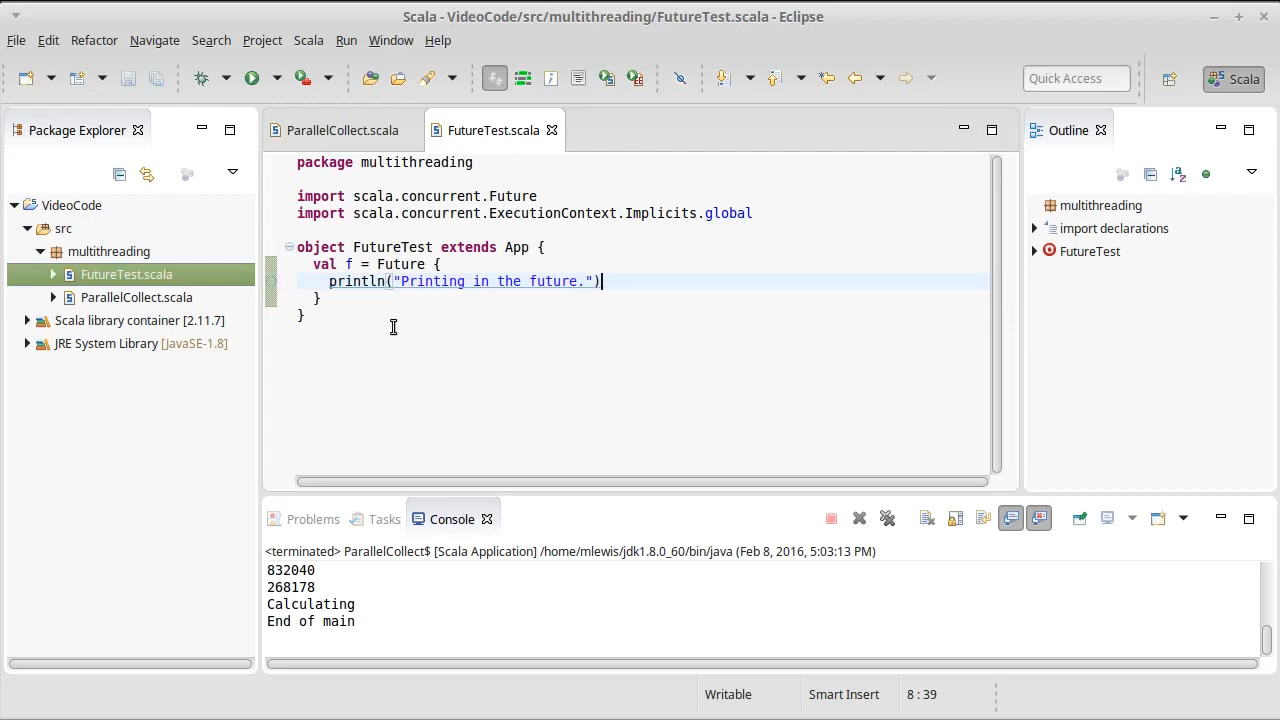 Scala - VideoCode/src/multithreading/FutureTest.scala - Eclipse
File Edit Refactor Navigate Search Project Scala Run Window Help
Quick Access
Scala
Package Explorer
VideoCode
src
multithreading
FutureTest.scala
ParallelCollect.scala
Scala library container [2.11.7]
JRE System Library [JavaSE-1.8]
ParallelCollect.scala
FutureTest.scala
package multithreading
import scala.concurrent.Future
import scala.concurrent.ExecutionContext.Implicits.global
object FutureTest extends App {
val f = Future {
println("Printing in the future.")
}
}
Outline
multithreading
import declarations
FutureTest
Problems
Tasks
Console
<terminated> ParallelCollect$ [Scala Application] /home/mlewis/jdk1.8.0_60/bin/java (Feb 8, 2016, 5:03:13 PM)
832040
268178
Calculating
End of main
Writable
Smart Insert
8 : 39